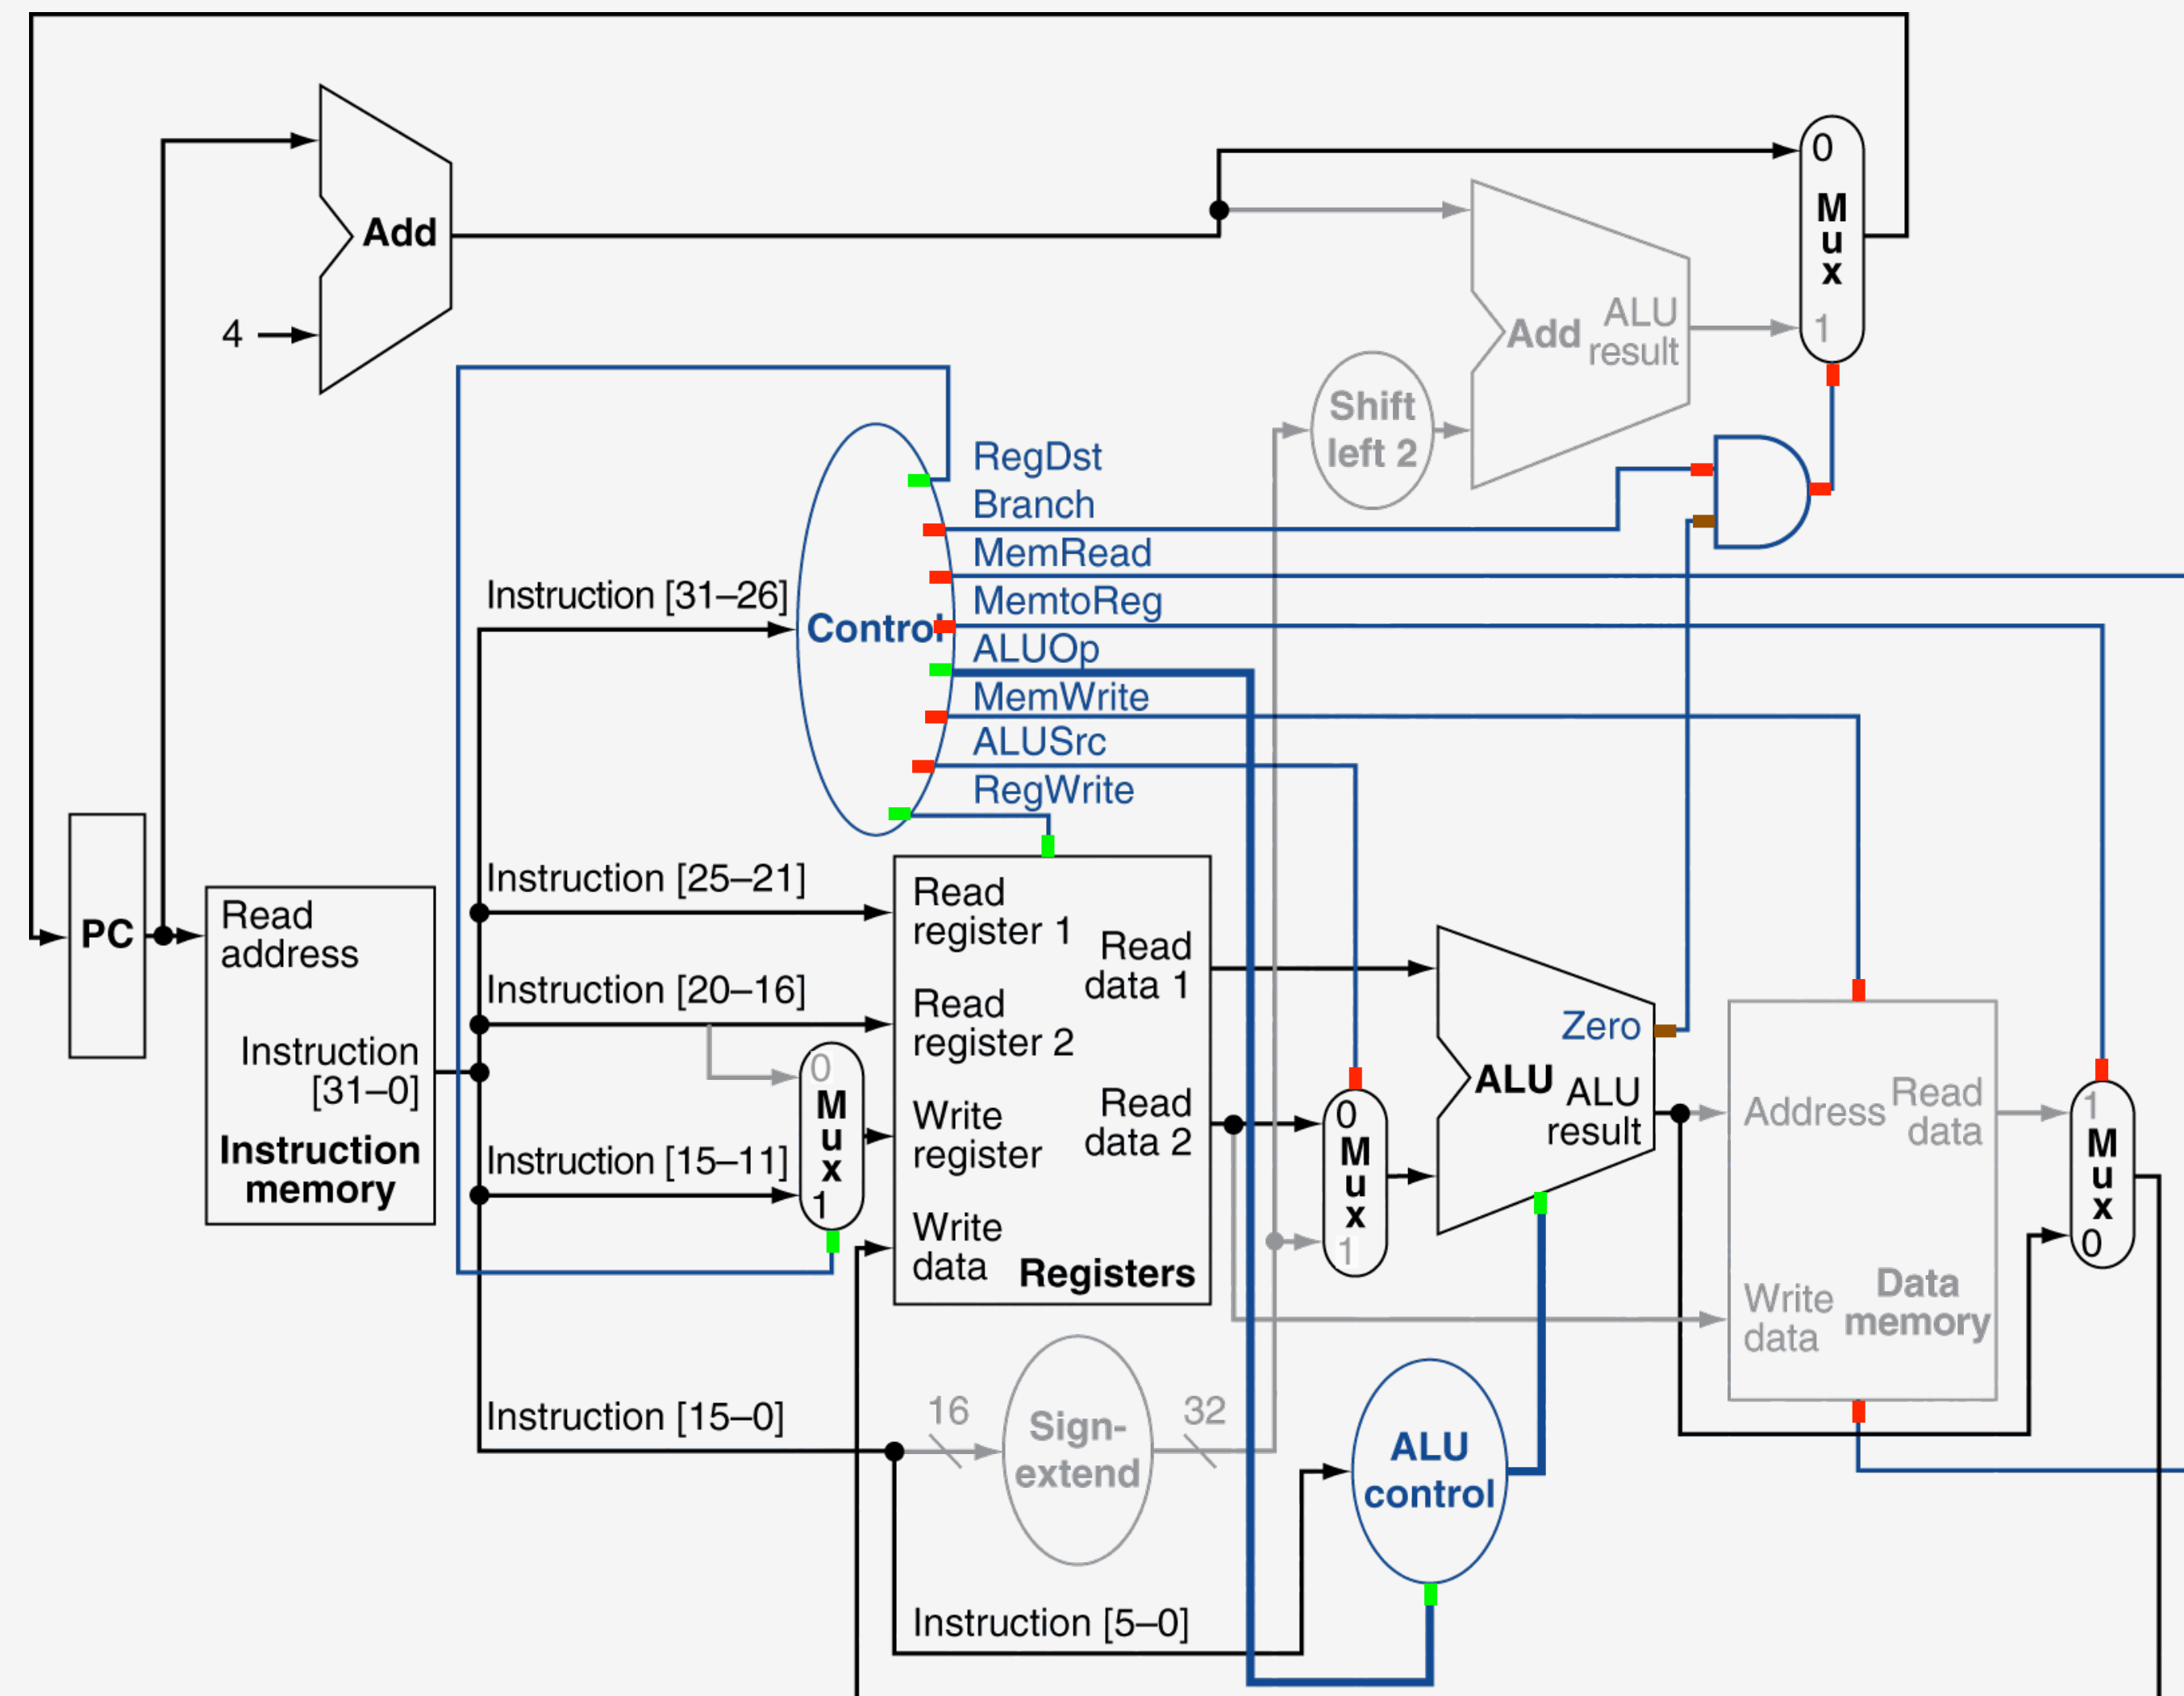 0
M
u
x
1
Add
4
Add
ALU
result
Shift
left 2
RegDst
Branch
MemRead
MemtoReg
ALUOp
MemWrite
ALUSrc
RegWrite
Instruction [31–26]
Control
Instruction [25–21]
Instruction [20–16]
Instruction [15–11]
Instruction [15–0]
Instruction [5–0]
PC
Read
address
Instruction
[31–0]
Instruction
memory
0
M
u
x
1
Read
register 1
Read
register 2
Write
register
Write
data
Read
data 1
Read
data 2
Registers
0
M
u
x
1
Zero
ALU
ALU
result
Address
Read
data
Write
data
Data
memory
1
M
u
x
0
16
Sign-
extend
32
ALU
control